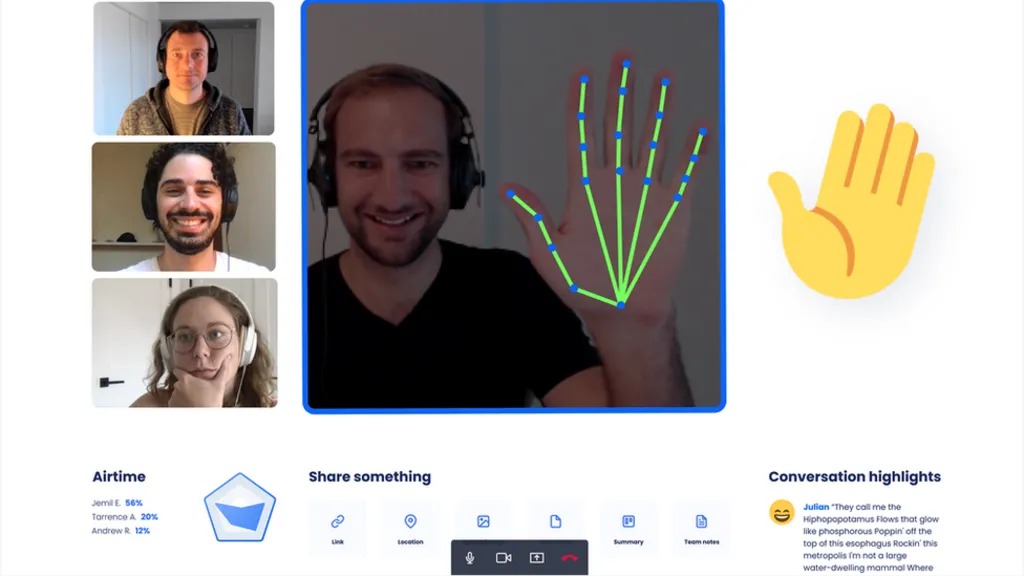 Airtime
Jemil E. 56%
Tarrence A. 20%
Andrew R. 12%
Share something
Link
Location
Summary
Team notes
Conversation highlights
Julian “They call me the
Hiphopopotamus Flows that glow
like phosphorous Poppin' off the
top of this esophagus Rockin' this
metropolis I'm not a large
water-dwelling mammal Where